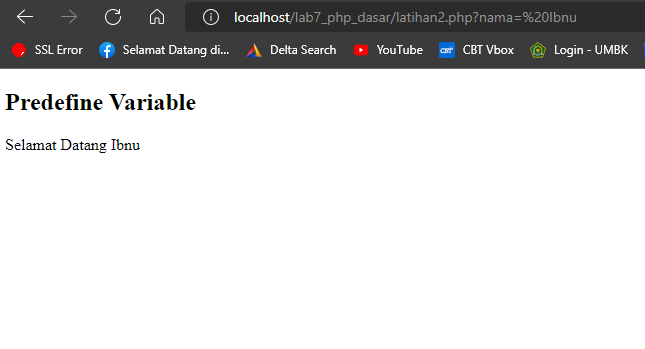 localhost/lab7_php_dasar/latihan2.php?nama=%20Ibnu
SSL Error Selamat Datang di... Delta Search YouTube CBT CBT Vbox Login - UMBK
Predefine Variable
Selamat Datang Ibnu